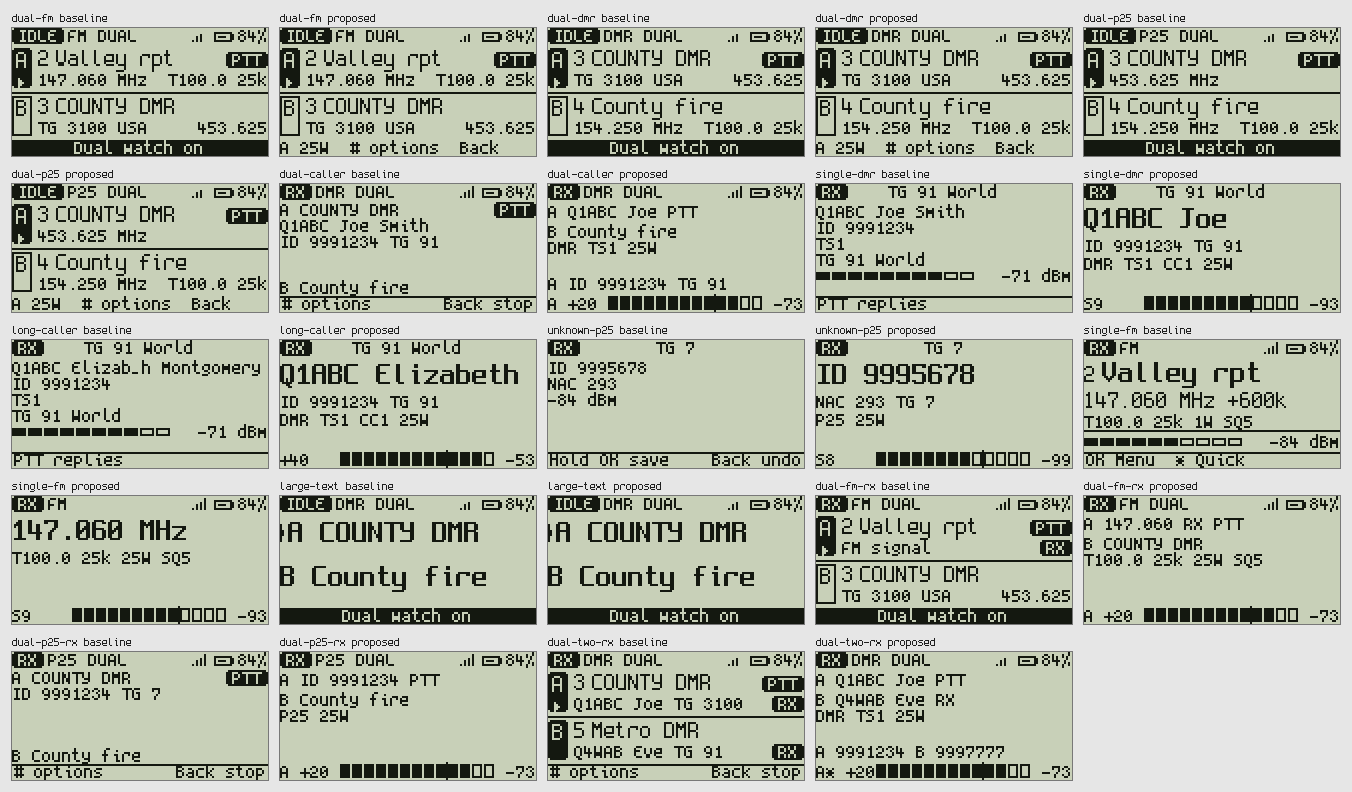 dual-fm baseline
IDLE FM DUAL 84%
A 2 Valley rpt PTT
147.060 MHz T100.0 25k
B 3 COUNTY DMR
TG 3100 USA 453.625
Dual watch on
dual-fm proposed
IDLE FM DUAL 84%
A 2 Valley rpt PTT
147.060 MHz T100.0 25k
B 3 COUNTY DMR
TG 3100 USA 453.625
A 25W # options Back
dual-dmr baseline
IDLE DMR DUAL 84%
A 3 COUNTY DMR PTT
TG 3100 USA 453.625
B 4 County fire
154.250 MHz T100.0 25k
Dual watch on
dual-dmr proposed
IDLE DMR DUAL 84%
A 3 COUNTY DMR PTT
TG 3100 USA 453.625
B 4 County fire
154.250 MHz T100.0 25k
A 25W # options Back
dual-p25 baseline
IDLE P25 DUAL 84%
A 3 COUNTY DMR PTT
453.625 MHz
B 4 County fire
154.250 MHz T100.0 25k
Dual watch on
dual-p25 proposed
IDLE P25 DUAL 84%
A 3 COUNTY DMR PTT
453.625 MHz
B 4 County fire
154.250 MHz T100.0 25k
A 25W # options Back
dual-caller baseline
RX DMR DUAL 84%
A COUNTY DMR PTT
Q1ABC Joe Smith
ID 9991234 TG 91
B County fire
# options Back stop
dual-caller proposed
RX DMR DUAL 84%
A Q1ABC Joe PTT
B County fire
DMR TS1 25W
A ID 9991234 TG 91
A +20 -73
single-dmr baseline
RX TG 91 World
Q1ABC Joe Smith
ID 9991234
TS1
TG 91 World
-71 dBm
PTT replies
single-dmr proposed
RX TG 91 World
Q1ABC Joe
ID 9991234 TG 91
DMR TS1 CC1 25W
S9 -93
long-caller baseline
RX TG 91 World
Q1ABC Elizab_h Montgomery
ID 9991234
TS1
TG 91 World
-71 dBm
PTT replies
long-caller proposed
RX TG 91 World
Q1ABC Elizabeth
ID 9991234 TG 91
DMR TS1 CC1 25W
+40 -53
unknown-p25 baseline
RX TG 7
ID 9995678
NAC 293
-84 dBm
Hold OK save Back undo
unknown-p25 proposed
RX TG 7
ID 9995678
NAC 293 TG 7
P25 25W
S8 -99
single-fm baseline
RX FM 84%
2 Valley rpt
147.060 MHz +600k
T100.0 25k 1W SQ5
-84 dBm
OK Menu * Quick
single-fm proposed
RX FM 84%
147.060 MHz
T100.0 25k 25W SQ5
S9 -93
large-text baseline
IDLE DMR DUAL 84%
A COUNTY DMR
B County fire
Dual watch on
large-text proposed
IDLE DMR DUAL 84%
A COUNTY DMR
B County fire
Dual watch on
dual-fm-rx baseline
RX FM DUAL 84%
A 2 Valley rpt PTT
FM signal RX
B 3 COUNTY DMR
TG 3100 USA 453.625
Dual watch on
dual-fm-rx proposed
RX FM DUAL 84%
A 147.060 RX PTT
B COUNTY DMR
T100.0 25k 25W SQ5
A +20 -73
dual-p25-rx baseline
RX P25 DUAL 84%
A COUNTY DMR PTT
ID 9991234 TG 7
B County fire
# options Back stop
dual-p25-rx proposed
RX P25 DUAL 84%
A ID 9991234 PTT
B County fire
P25 25W
A +20 -73
dual-two-rx baseline
RX DMR DUAL 84%
A 3 COUNTY DMR PTT
Q1ABC Joe TG 3100 RX
B 5 Metro DMR
Q4WAB Eve TG 91 RX
# options Back stop
dual-two-rx proposed
RX DMR DUAL 84%
A Q1ABC Joe PTT
B Q4WAB Eve RX
DMR TS1 25W
A 9991234 B 9997777
A* +20 -73